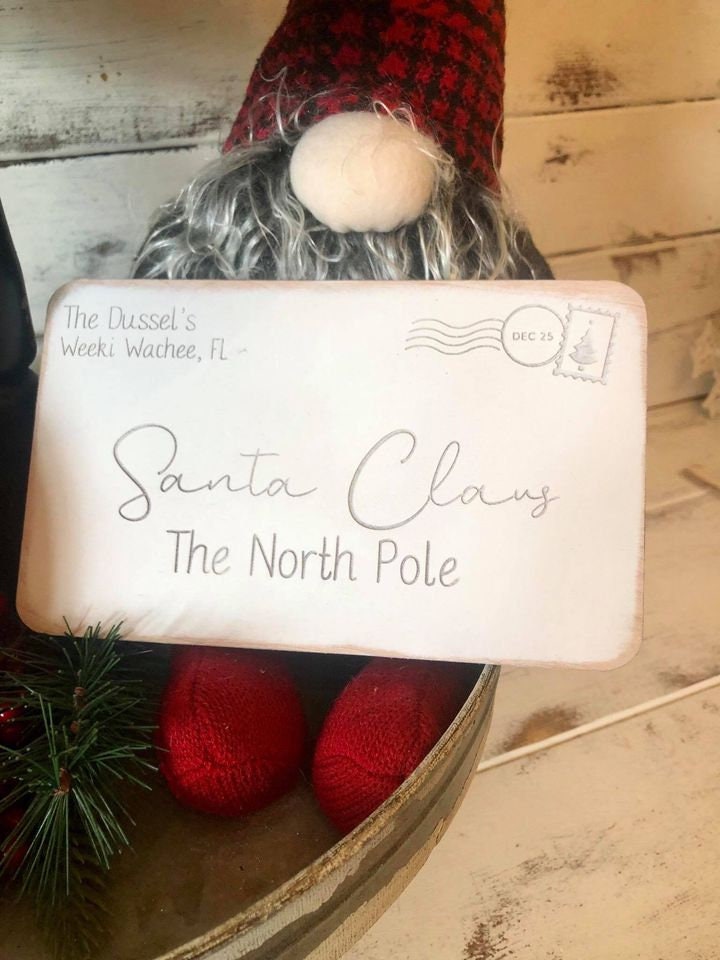 The Dussel's
Weeki Wachee, FL
DEC 25
Santa Claus
The North Pole